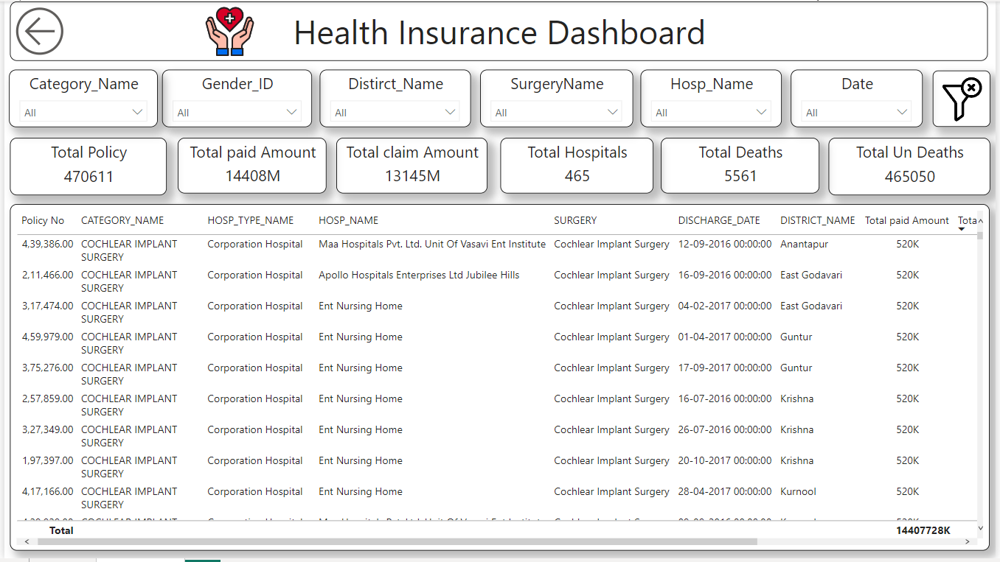 Health Insurance Dashboard
Category_Name Gender_ID Distirct_Name SurgeryName Hosp_Name Date
All All All All All All
Total Policy Total paid Amount Total claim Amount Total Hospitals Total Deaths Total Un Deaths
470611 14408M 13145M 465 5561 465050
Policy No CATEGORY_NAME HOSP_TYPE_NAME HOSP_NAME SURGERY DISCHARGE_DATE DISTRICT_NAME Total paid Amount Tota
4,39,386.00 COCHLEAR IMPLANT Corporation Hospital Maa Hospitals Pvt. Ltd. Unit Of Vasavi Ent Institute Cochlear Implant Surgery 12-09-2016 00:00:00 Anantapur 520K
SURGERY
2,11,466.00 COCHLEAR IMPLANT Corporation Hospital Apollo Hospitals Enterprises Ltd Jubilee Hills Cochlear Implant Surgery 16-09-2016 00:00:00 East Godavari 520K
SURGERY
3,17,474.00 COCHLEAR IMPLANT Corporation Hospital Ent Nursing Home Cochlear Implant Surgery 04-02-2017 00:00:00 East Godavari 520K
SURGERY
4,59,979.00 COCHLEAR IMPLANT Corporation Hospital Ent Nursing Home Cochlear Implant Surgery 01-04-2017 00:00:00 Guntur 520K
SURGERY
3,75,276.00 COCHLEAR IMPLANT Corporation Hospital Ent Nursing Home Cochlear Implant Surgery 17-09-2017 00:00:00 Guntur 520K
SURGERY
2,57,859.00 COCHLEAR IMPLANT Corporation Hospital Ent Nursing Home Cochlear Implant Surgery 16-07-2016 00:00:00 Krishna 520K
SURGERY
3,27,349.00 COCHLEAR IMPLANT Corporation Hospital Ent Nursing Home Cochlear Implant Surgery 26-07-2016 00:00:00 Krishna 520K
SURGERY
1,97,397.00 COCHLEAR IMPLANT Corporation Hospital Ent Nursing Home Cochlear Implant Surgery 20-10-2017 00:00:00 Krishna 520K
SURGERY
4,17,166.00 COCHLEAR IMPLANT Corporation Hospital Ent Nursing Home Cochlear Implant Surgery 28-04-2017 00:00:00 Kurnool 520K
SURGERY
Total 14407728K